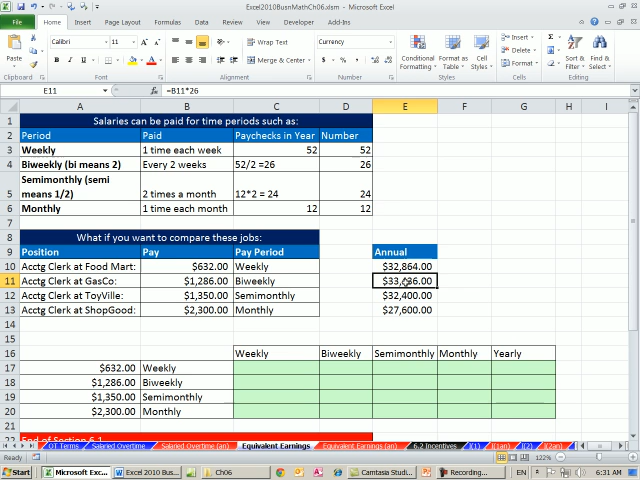 Excel2010BusnMathCh06.xlsm - Microsoft Excel
File Home Insert Page Layout Formulas Data Review View Developer Add-Ins
Calibri 11 Wrap Text Currency Insert
Paste B I U Merge & Center $ % , Conditional Formatting Format as Table Cell Styles Delete Format Sort & Filter Find & Select
Clipboard Font Alignment Number Styles Cells Editing
E11 fx =B11*26
A B C D E F G H I
1 Salaries can be paid for time periods such as:
2 Period Paid Paychecks in Year Number
3 Weekly 1 time each week 52 52
4 Biweekly (bi means 2) Every 2 weeks 52/2 =26 26
Semimonthly (semi
5 means 1/2) 2 times a month 12*2 = 24 24
6 Monthly 1 time each month 12 12
7
8 What if you want to compare these jobs:
9 Position Pay Pay Period Annual
10 Acctg Clerk at Food Mart: $632.00 Weekly $32,864.00
11 Acctg Clerk at GasCo: $1,286.00 Biweekly $33,436.00
12 Acctg Clerk at ToyVille: $1,350.00 Semimonthly $32,400.00
13 Acctg Clerk at ShopGood: $2,300.00 Monthly $27,600.00
14
15
16 Weekly Biweekly Semimonthly Monthly Yearly
17 $632.00 Weekly
18 $1,286.00 Biweekly
19 $1,350.00 Semimonthly
20 $2,300.00 Monthly
21
22 End of Section 6.1
OT Terms Salaried Overtime Salaried Overtime (an) Equivalent Earnings Equivalent Earnings (an) 6.2 Incentives (1) (1an) (2) (2an)
Ready 122%
Start Microsoft Exc... Excel 2010 Bus... Ch06 Camtasia Studi... Recording... EN 6:31 AM